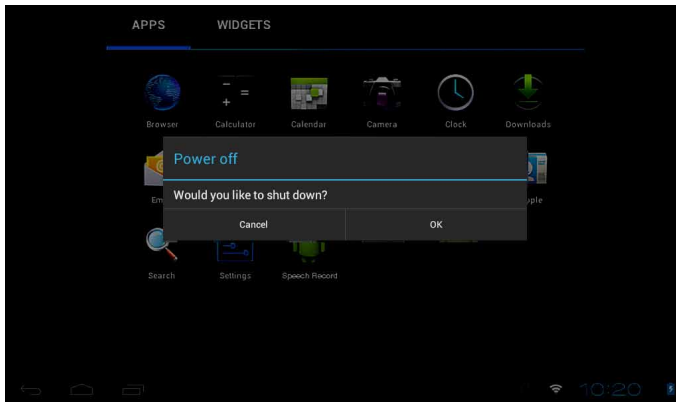 APPS WIDGETS
Browser Calculator Calendar Camera Clock Downloads
Power off
Would you like to shut down?
Cancel OK
Search Settings Speech Record
10:20